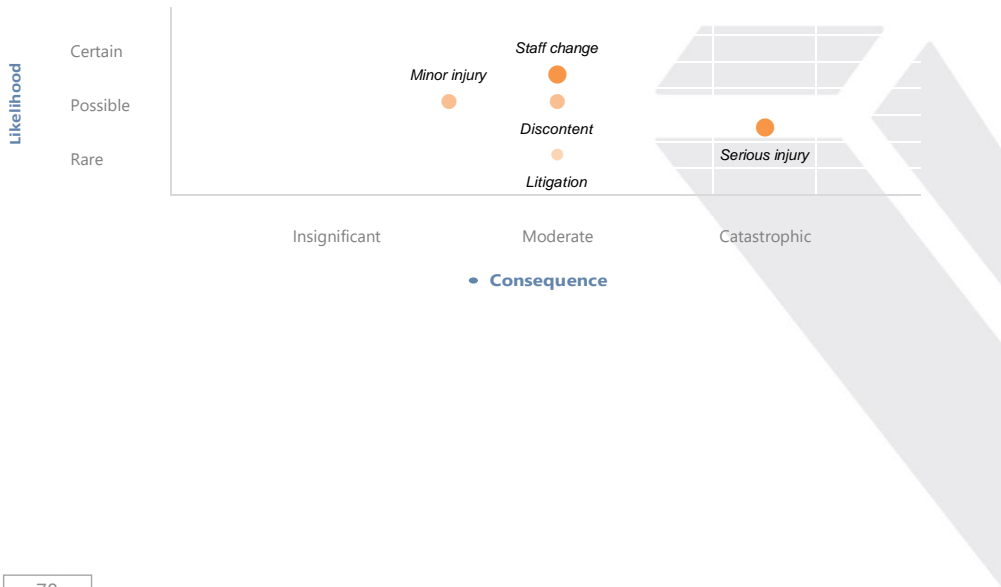 Likelihood
Certain
Possible
Rare
Staff change
Minor injury
Discontent
Serious injury
Litigation
Insignificant Moderate Catastrophic
• Consequence